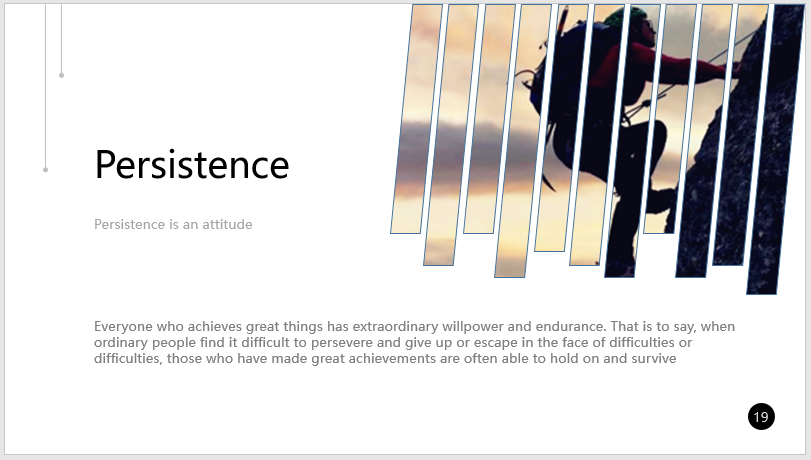 Persistence
Persistence is an attitude
Everyone who achieves great things has extraordinary willpower and endurance. That is to say, when
ordinary people find it difficult to persevere and give up or escape in the face of difficulties or
difficulties, those who have made great achievements are often able to hold on and survive
19